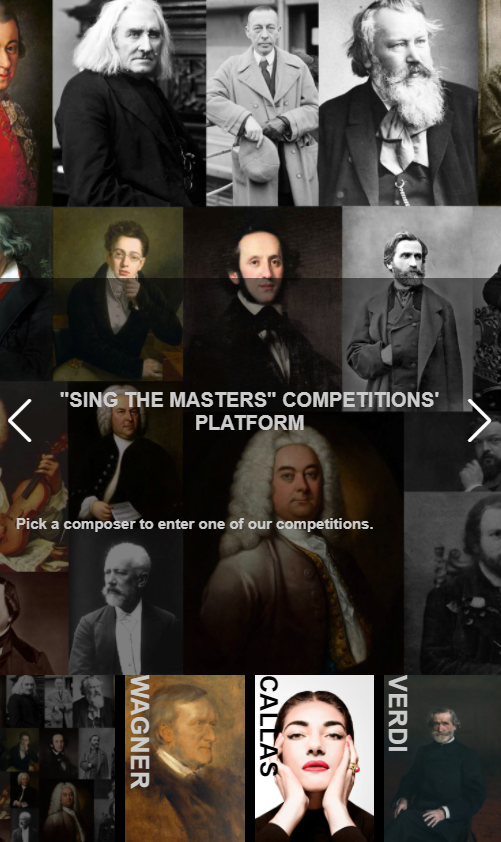 "SING THE MASTERS" COMPETITIONS'
PLATFORM
Pick a composer to enter one of our competitions.
WAGNER
CALLAS
VERDI